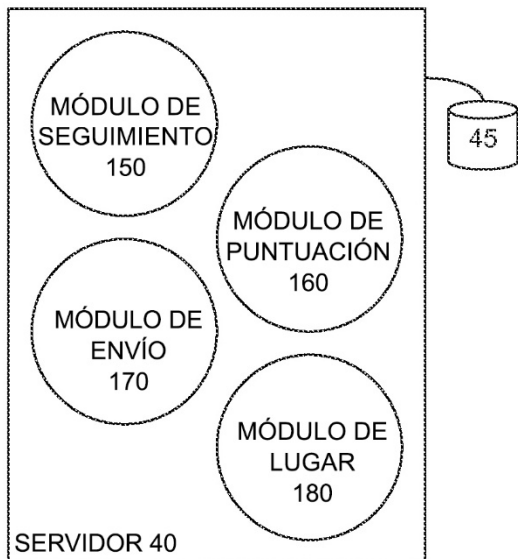 MÓDULO DE
SEGUIMIENTO
150
45
MÓDULO DE
PUNTUACIÓN
160
MÓDULO DE
ENVÍO
170
MÓDULO DE
LUGAR
180
SERVIDOR 40